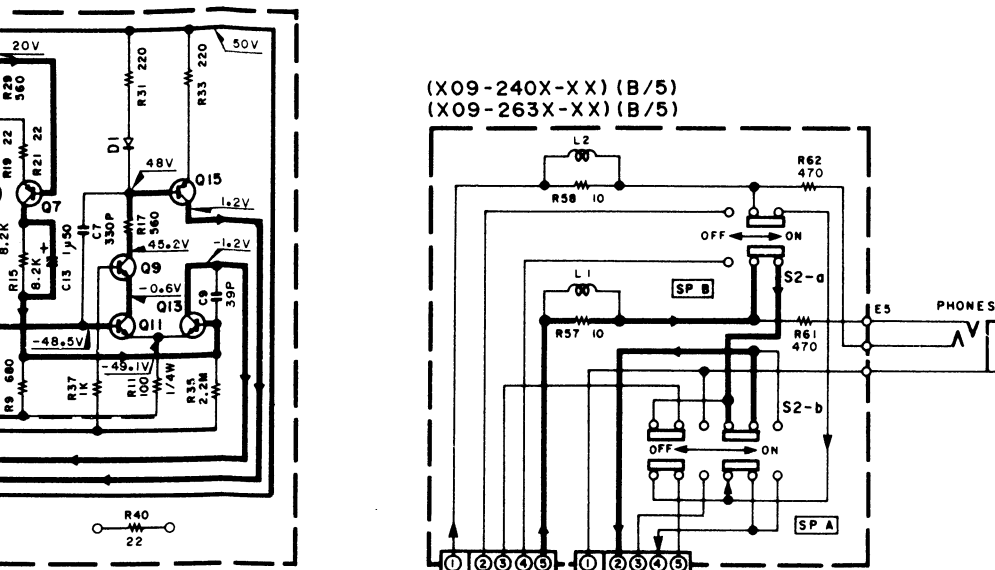 20V
50V
R29
560
R31
220
R33
220
(X09-240X-XX)(B/5)
(X09-263X-XX)(B/5)
R19
22
R21
22
D1
48V
Q15
Q7
1.2V
L2
R58
10
R62
470
8.2K
R15
8.2K
+
C13
1μ50
C7
330P
R17
560
45.2V
-1.2V
Q9
-0.6V
Q13
C9
39P
Q11
-48.5V
-49.1V
OFF
ON
S2-a
L1
SP B
R57
10
R61
470
E5
PHONES
R9
680
R37
1K
R11
100
1/4W
R35
2.2M
S2-b
OFF
ON
SP A
R40
22
1
2
3
4
5
1
2
3
4
5